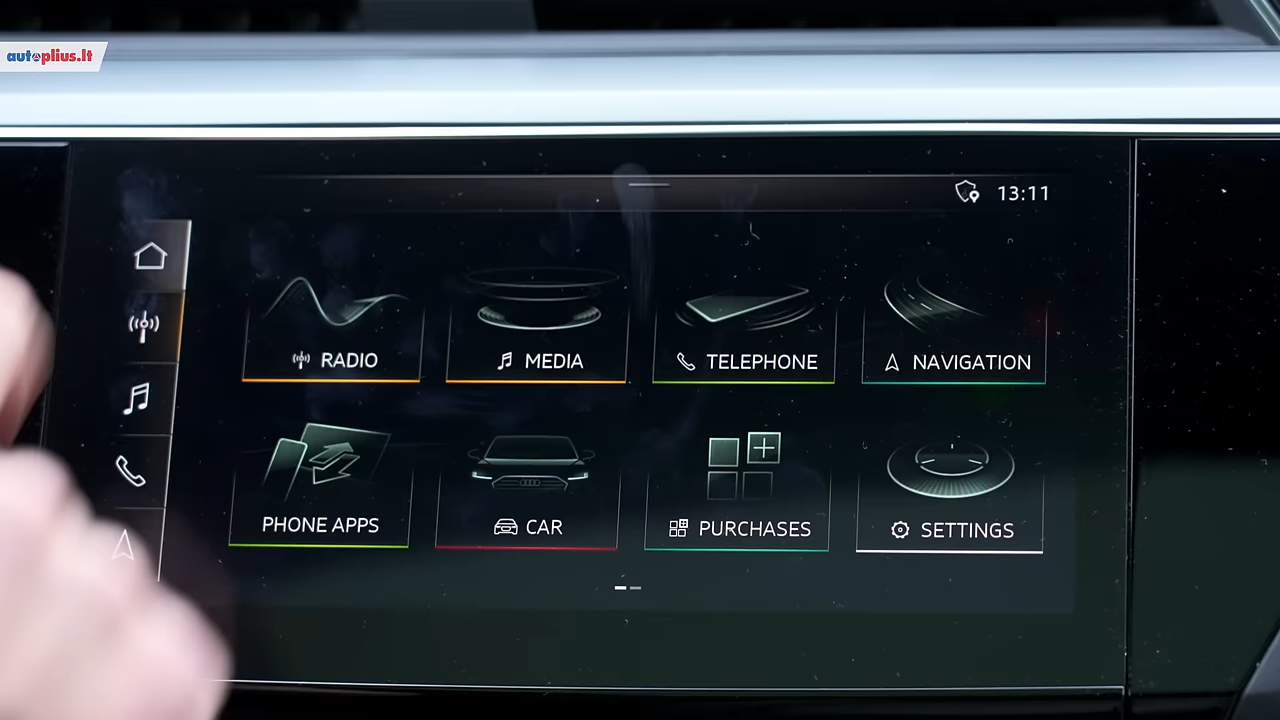 autoplius.lt
13:11
RADIO
MEDIA
TELEPHONE
NAVIGATION
PHONE APPS
CAR
PURCHASES
SETTINGS